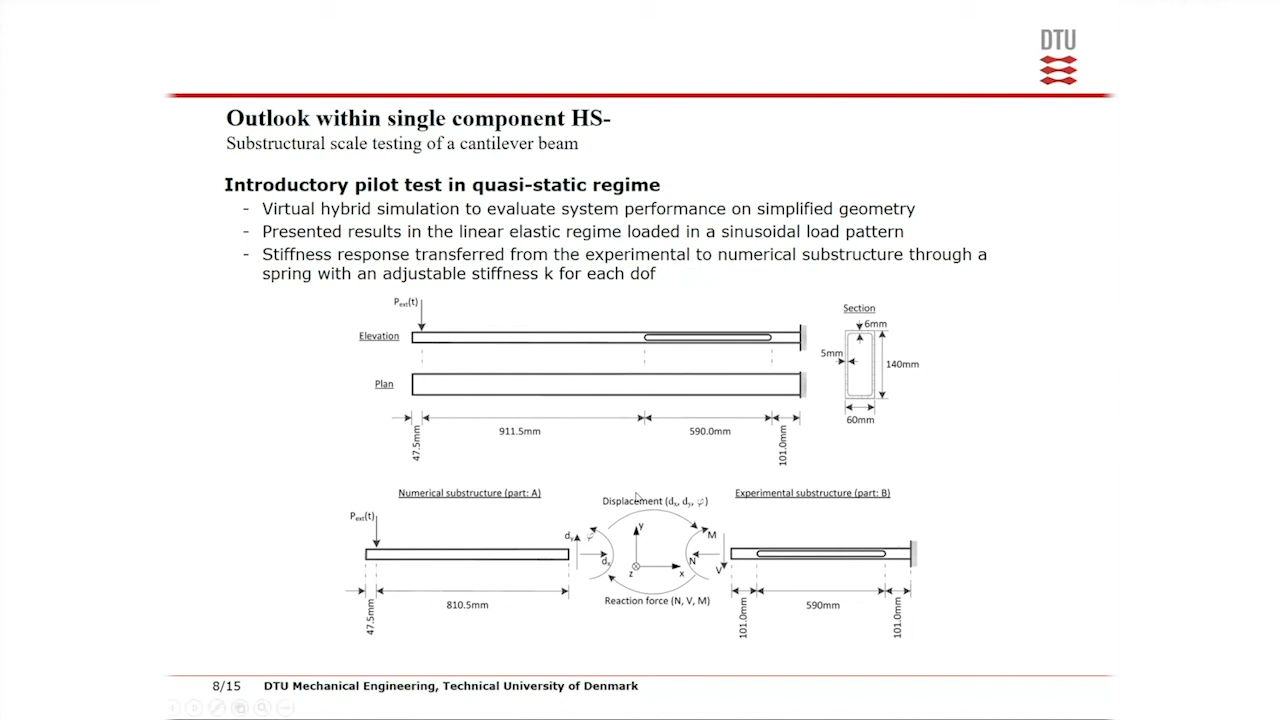 DTU
Outlook within single component HS-
Substructural scale testing of a cantilever beam
Introductory pilot test in quasi-static regime
- Virtual hybrid simulation to evaluate system performance on simplified geometry
- Presented results in the linear elastic regime loaded in a sinusoidal load pattern
- Stiffness response transferred from the experimental to numerical substructure through a
spring with an adjustable stiffness k for each dof
Pext(t)
Elevation
Plan
47.5mm
911.5mm
590.0mm
101.0mm
Section
6mm
5mm
140mm
60mm
Numerical substructure (part: A)
Pext(t)
47.5mm
810.5mm
Displacement (dx, dy, φ)
dy
φ
dx
y
x
z
M
N
V
Reaction force (N, V, M)
Experimental substructure (part: B)
101.0mm
590mm
101.0mm
8/15 DTU Mechanical Engineering, Technical University of Denmark